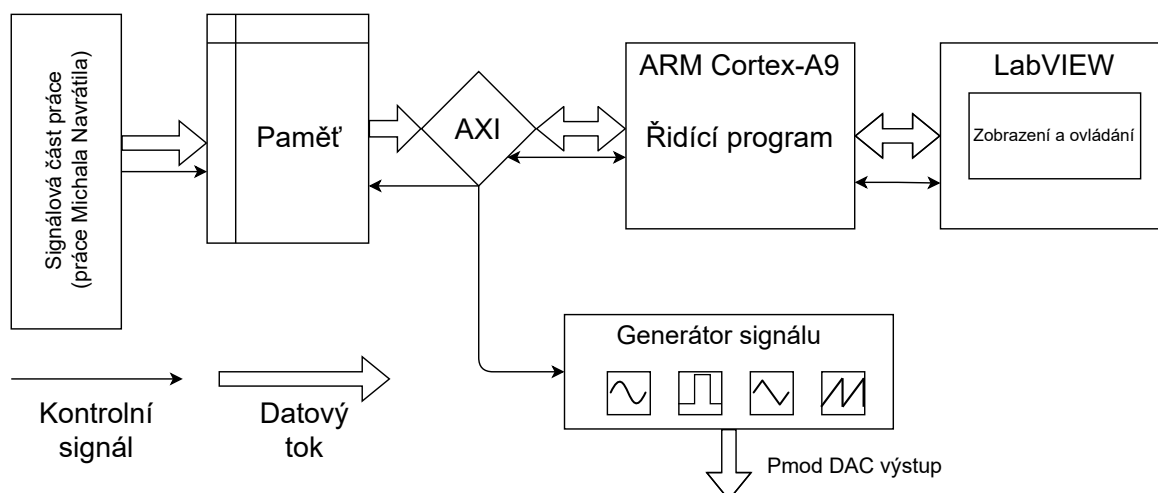 Signálová část práce
(práce Michala Navrátila)
Paměť
AXI
ARM Cortex-A9
Řidící program
LabVIEW
Zobrazení a ovládání
Generátor signálu
Kontrolní
signál
Datový
tok
Pmod DAC výstup